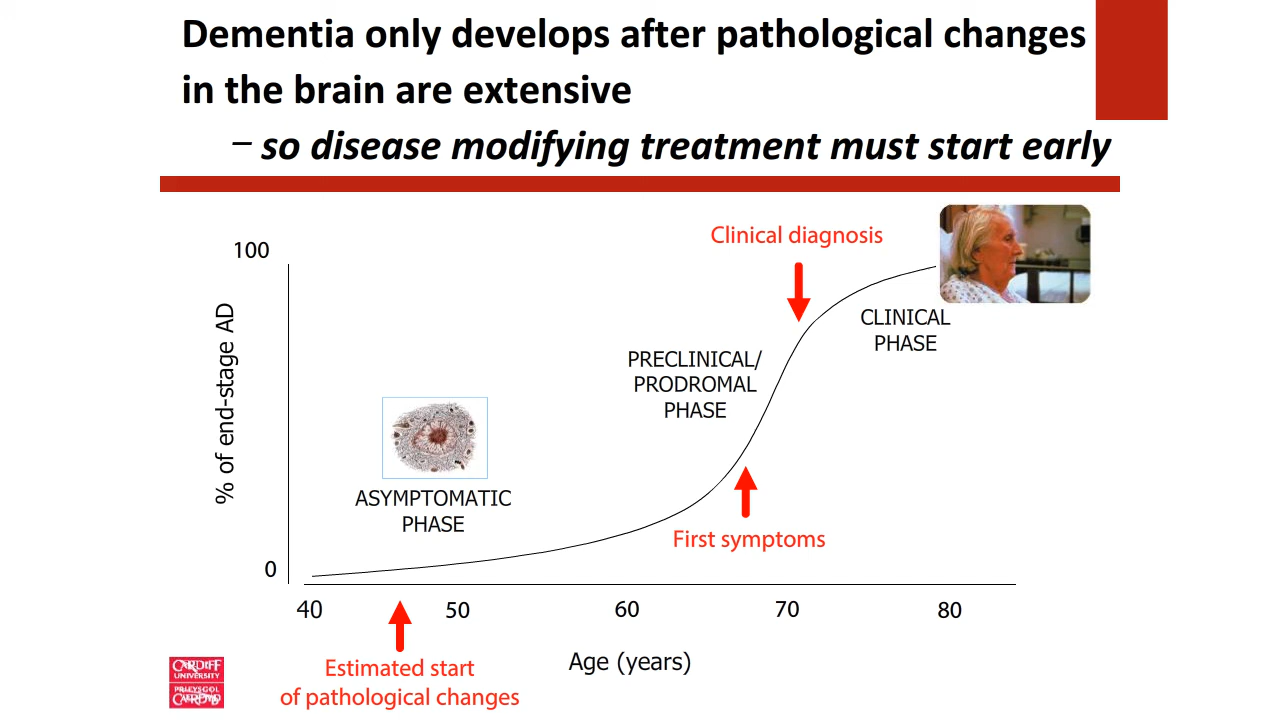 Dementia only develops after pathological changes
in the brain are extensive
– so disease modifying treatment must start early
Clinical diagnosis
100
% of end-stage AD
CLINICAL
PHASE
PRECLINICAL/
PRODROMAL
PHASE
ASYMPTOMATIC
PHASE
First symptoms
0
40
50
60
70
80
Age (years)
Estimated start
of pathological changes
CARDIFF
UNIVERSITY
PRIFYSGOL
CAERDYDD